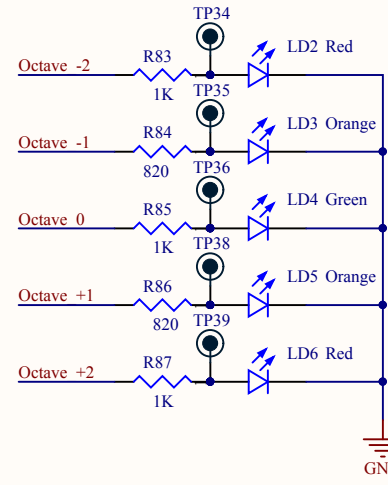 TP34
R83
LD2 Red
Octave -2
1K
TP35
R84
LD3 Orange
Octave -1
820
TP36
R85
LD4 Green
Octave 0
1K
TP38
R86
LD5 Orange
Octave +1
820
TP39
R87
LD6 Red
Octave +2
1K
GN